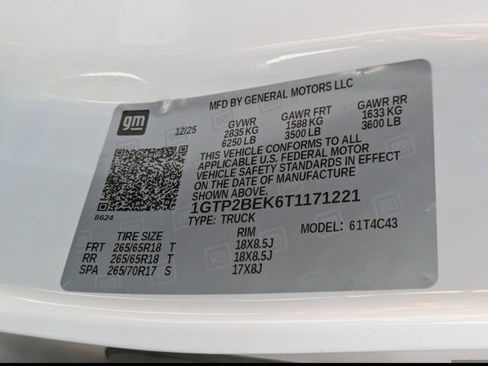 MFD BY GENERAL MOTORS LLC
gm
12/25
GVWR GAWR FRT GAWR RR
2835 KG 1588 KG 1633 KG
6250 LB 3500 LB 3600 LB
THIS VEHICLE CONFORMS TO ALL
APPLICABLE U.S. FEDERAL MOTOR
VEHICLE SAFETY STANDARDS IN EFFECT
ON THE DATE OF MANUFACTURE
SHOWN ABOVE.
8624
1GTP2BEK6T1171221
TYPE: TRUCK MODEL: 61T4C43
TIRE SIZE RIM
FRT 265/65R18 T 18X8.5J
RR 265/65R18 T 18X8.5J
SPA 265/70R17 S 17X8J